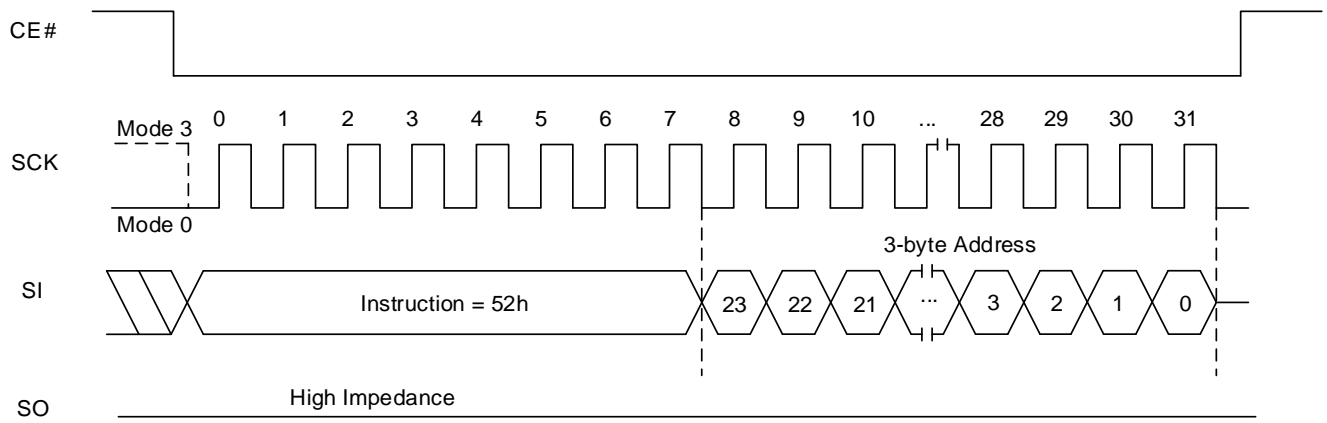 CE#
Mode 3
0 1 2 3 4 5 6 7 8 9 10 ... 28 29 30 31
SCK
Mode 0
3-byte Address
SI
Instruction = 52h
23 22 21 ... 3 2 1 0
High Impedance
SO